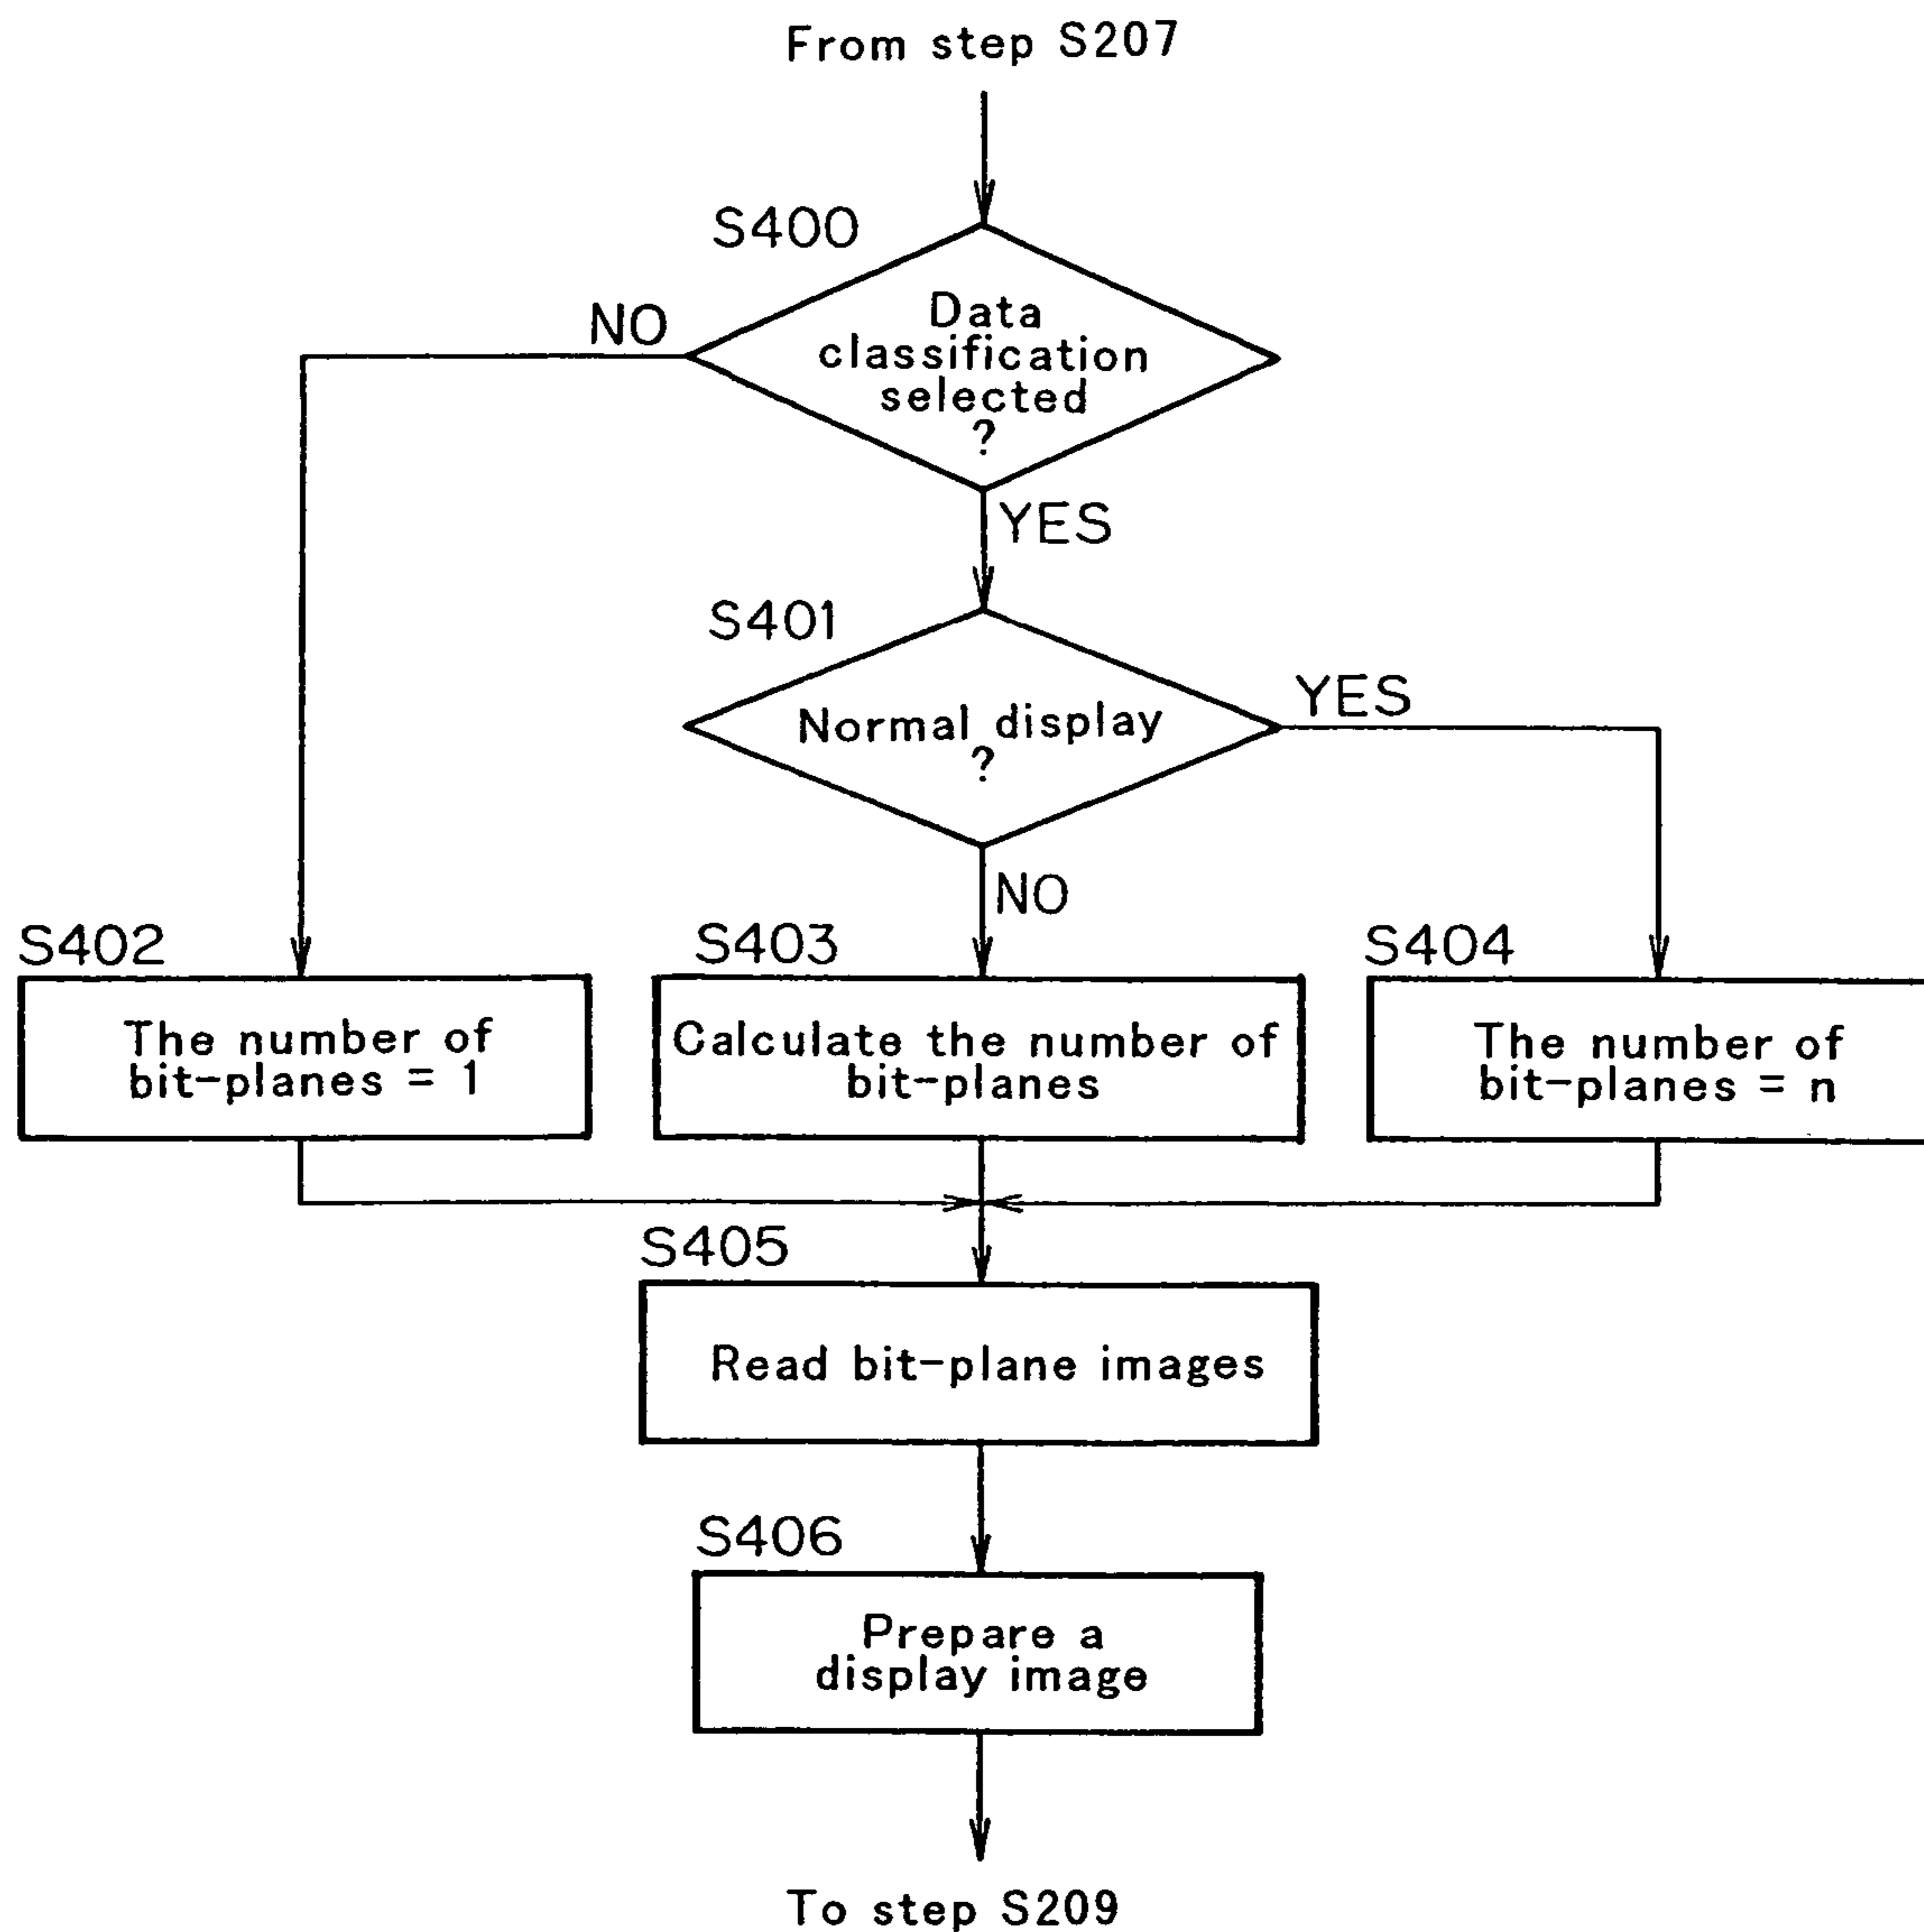 From step S207
S400
NO
Data
classification
selected
?
YES
S401
YES
Normal display
?
NO
S402
S403
S404
The number of
bit-planes = 1
Calculate the number of
bit-planes
The number of
bit-planes = n
S405
Read bit-plane images
S406
Prepare a
display image
To step S209